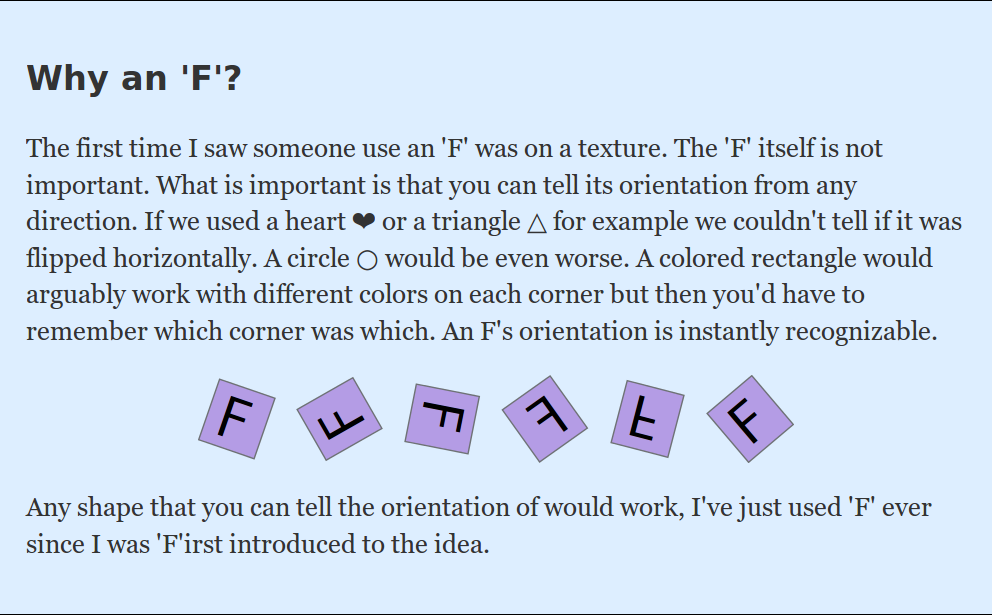 Why an 'F'?
The first time I saw someone use an 'F' was on a texture. The 'F' itself is not
important. What is important is that you can tell its orientation from any
direction. If we used a heart ❤ or a triangle △ for example we couldn't tell if it was
flipped horizontally. A circle ○ would be even worse. A colored rectangle would
arguably work with different colors on each corner but then you'd have to
remember which corner was which. An F's orientation is instantly recognizable.
F F F F F F
Any shape that you can tell the orientation of would work, I've just used 'F' ever
since I was 'F'irst introduced to the idea.